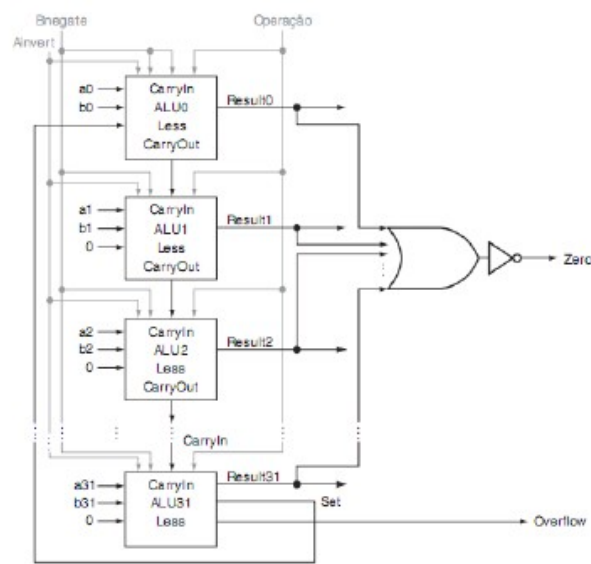 Bnegate
Operação
Ainvert
a0
b0
CarryIn
ALU0
Less
CarryOut
Result0
a1
b1
0
CarryIn
ALU1
Less
CarryOut
Result1
Zero
a2
b2
0
CarryIn
ALU2
Less
CarryOut
Result2
CarryIn
a31
b31
0
CarryIn
ALU31
Less
Result31
Set
Overflow